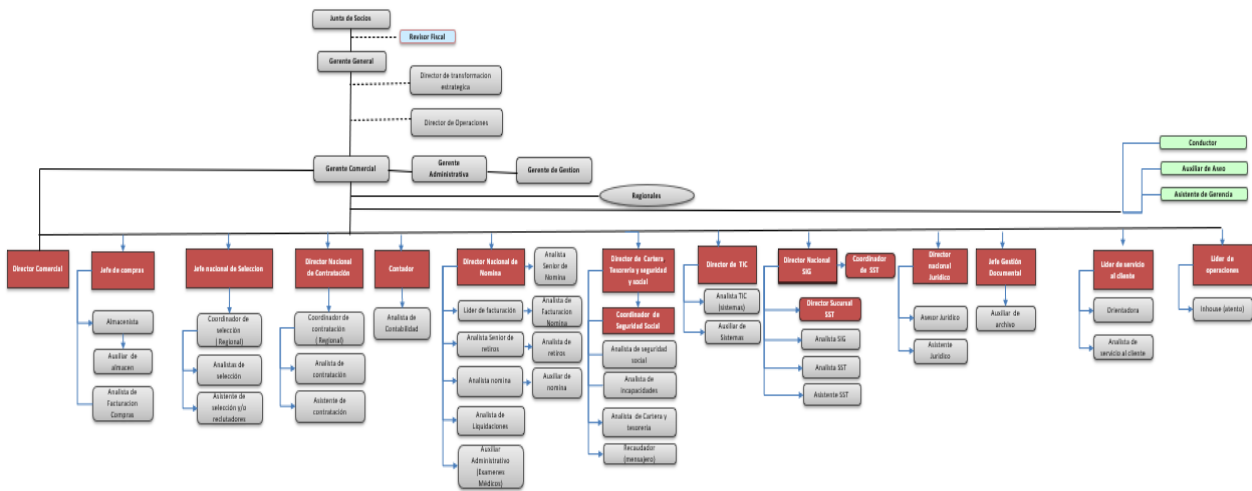 Junta de Socios
Revisor Fiscal
Gerente General
Director de transformacion
estrategica
Director de Operaciones
Gerente Comercial
Gerente
Administrativa
Gerente de Gestion
Regionales
Conductor
Auxiliar de Aseo
Asistente de Gerencia
Director Comercial
Jefe de compras
Almacenista
Auxiliar de
almacen
Analista de
Facturacion
Compras
Jefe nacional de Seleccion
Coordinador de
selección
(Regional)
Analistas de
selección
Asistente de
selección y/o
reclutadores
Director Nacional
de Contratación
Coordinador de
contratación
(Regional)
Analista de
contratación
Asistente de
contratación
Contador
Analista de
Contabilidad
Director Nacional de
Nomina
Analista
Senior de
Nomina
Lider de facturación
Analista de
Facturacion
Nomina
Analista Senior de
retiros
Analista de
retiros
Analista nomina
Auxiliar de
nomina
Analista de
Liquidaciones
Auxiliar
Administrativo
(Examenes
Médicos)
Director de Cartera
Tesoreria y seguridad
y social
Coordinador de
Seguridad Social
Analista de seguridad
social
Analista de
incapacidades
Analista de Cartera y
tesoreria
Recaudador
(mensajero)
Director de TIC
Analista TIC
(sistemas)
Auxiliar de
Sistemas
Director Nacional
SIG
Coordinador
de SST
Director Sucursal
SST
Analista SIG
Analista SST
Asistente SST
Director
nacional
Juridico
Asesor Juridico
Asistente
Juridico
Jefe Gestión
Documental
Auxiliar de
archivo
Lider de servicio
al cliente
Orientadora
Analista de
servicio al cliente
Lider de
operaciones
Inhouse (atento)